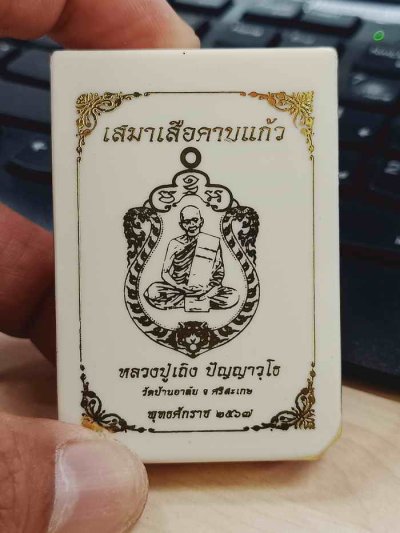 เสมาเสือคาบแก้ว
หลวงปู่เถิง ปัญญาวุโธ
วัดบ้านอาลัย จ ศรีสะเกษ
พุทธศักราช ๒๕๖๗